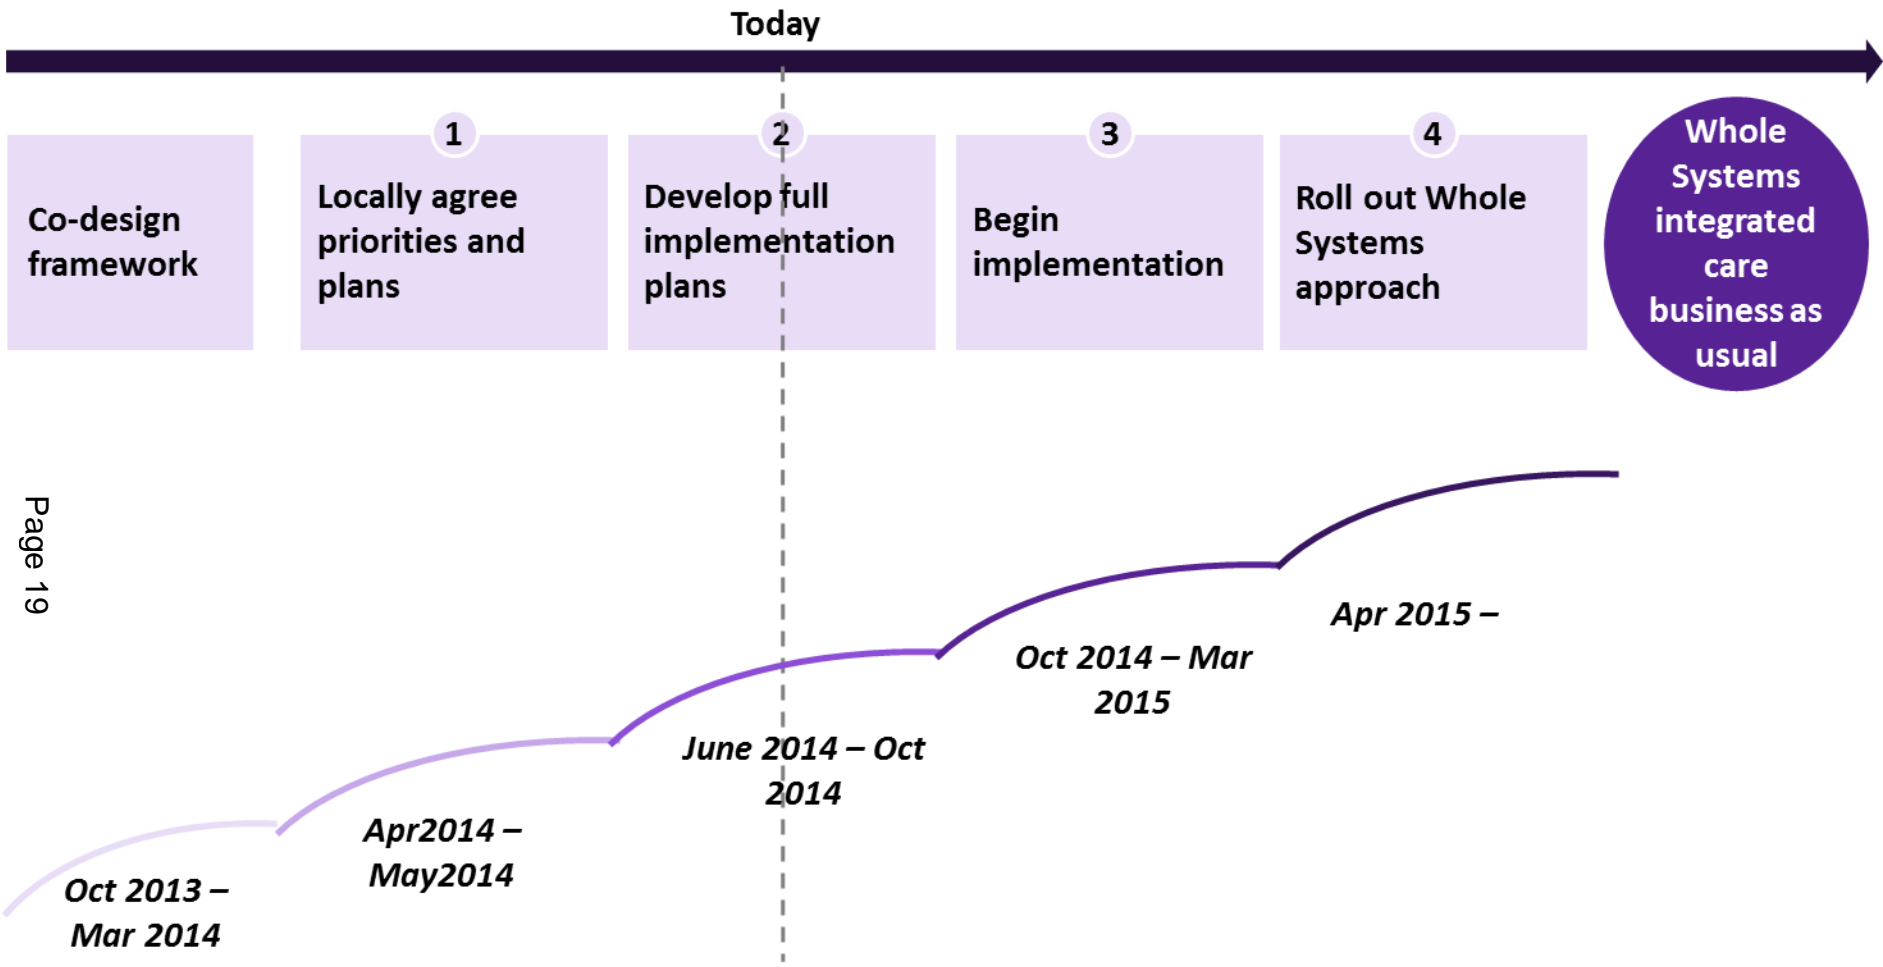 Today
Co-design
framework
1
Locally agree
priorities and
plans
2
Develop full
implementation
plans
3
Begin
implementation
4
Roll out Whole
Systems
approach
Whole
Systems
integrated
care
business as
usual
Page 19
Oct 2013 –
Mar 2014
Apr2014 –
May2014
June 2014 – Oct
2014
Oct 2014 – Mar
2015
Apr 2015 –